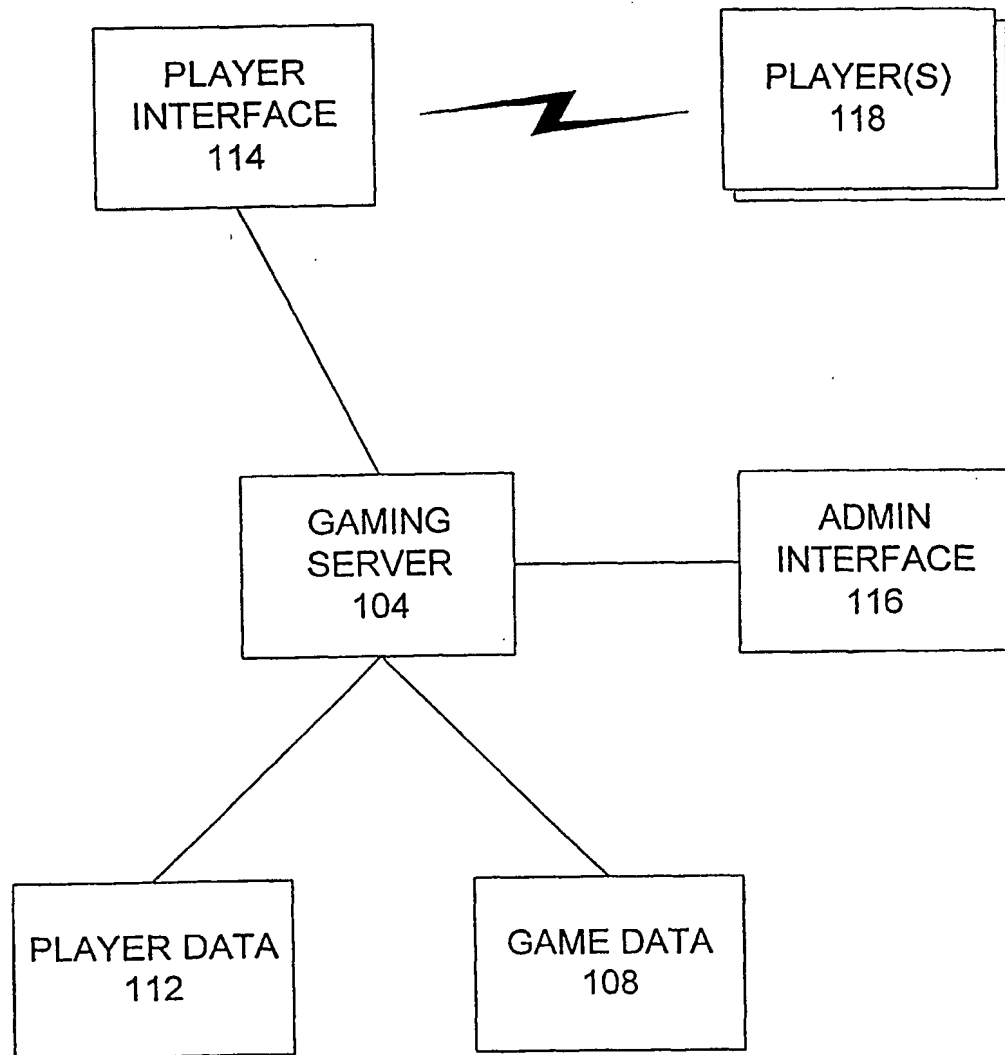 PLAYER
INTERFACE
114
PLAYER(S)
118
GAMING
SERVER
104
ADMIN
INTERFACE
116
PLAYER DATA
112
GAME DATA
108